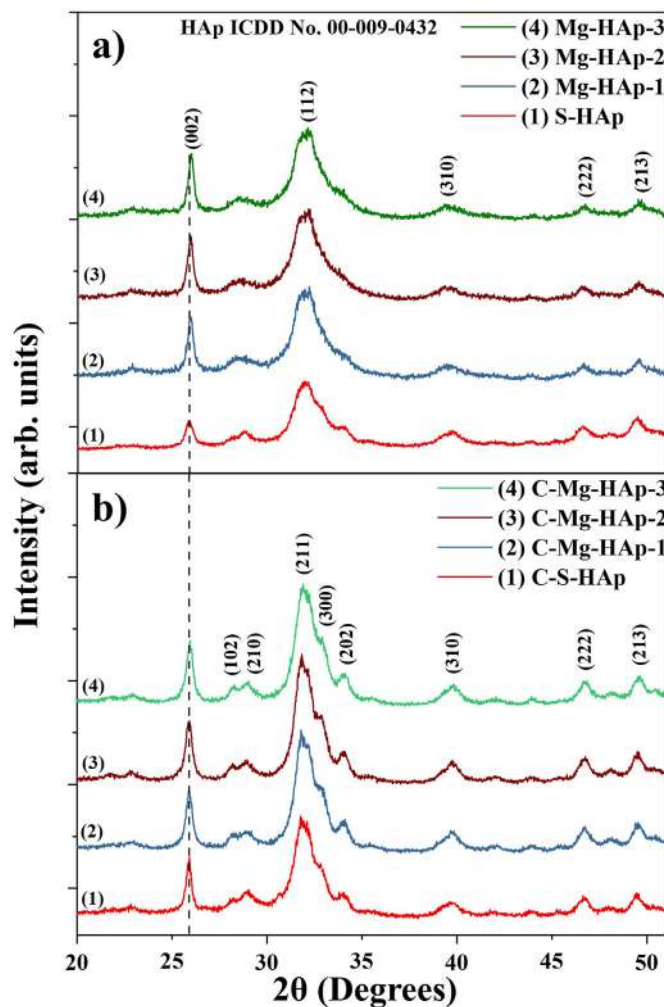 a)
HAp ICDD No. 00-009-0432
(4) Mg-HAp-3
(3) Mg-HAp-2
(2) Mg-HAp-1
(1) S-HAp
(002)
(112)
(310)
(222)
(213)
(4)
(3)
(2)
(1)
Intensity (arb. units)
b)
(4) C-Mg-HAp-3
(3) C-Mg-HAp-2
(2) C-Mg-HAp-1
(1) C-S-HAp
(102)
(210)
(211)
(300)
(202)
(310)
(222)
(213)
(4)
(3)
(2)
(1)
20 25 30 35 40 45 50
2θ (Degrees)